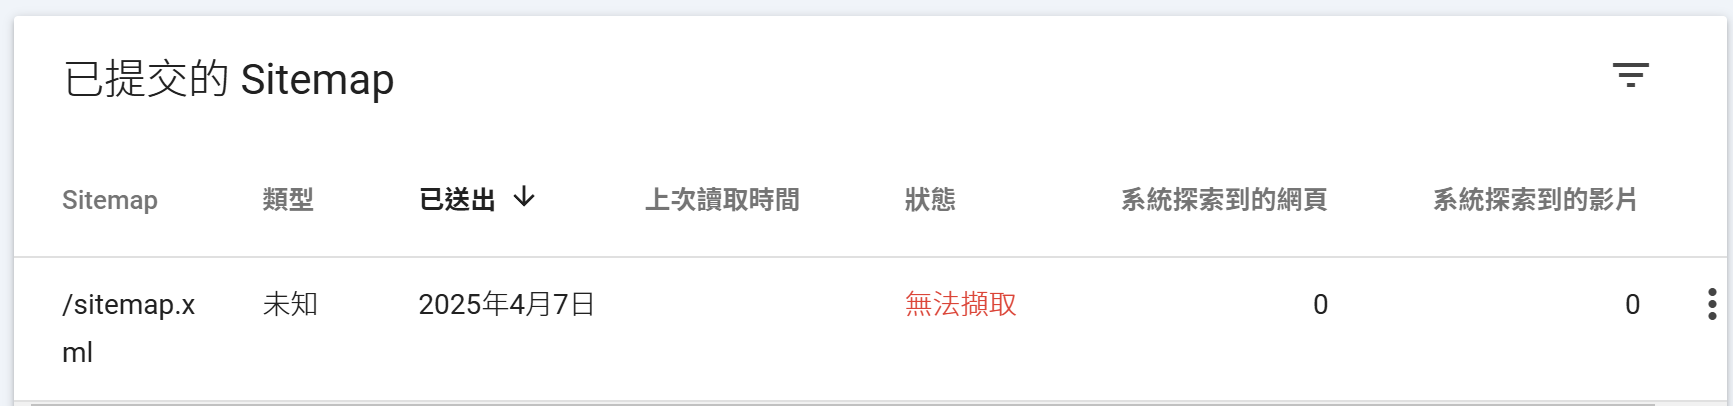 已提交的 Sitemap
Sitemap 類型 已送出 ↓ 上次讀取時間 狀態 系統探索到的網頁 系統探索到的影片
/sitemap.x 未知 2025年4月7日 無法擷取 0 0
ml